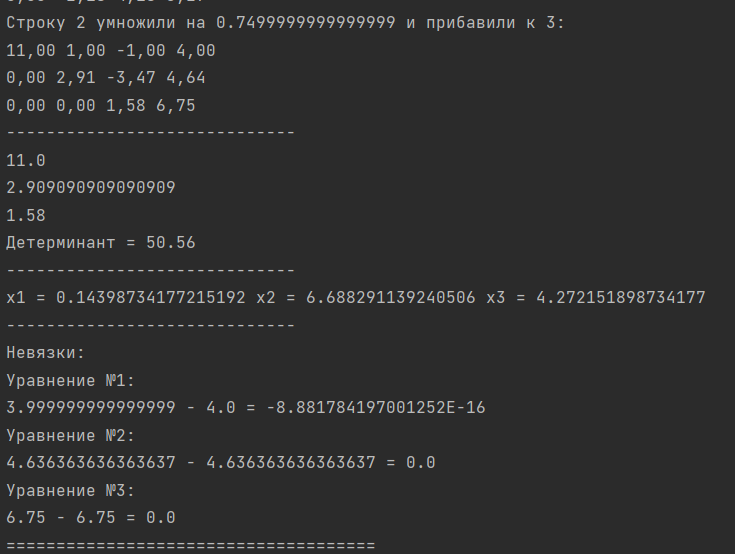 Строку 2 умножили на 0.7499999999999999 и прибавили к 3:
11,00 1,00 -1,00 4,00
0,00 2,91 -3,47 4,64
0,00 0,00 1,58 6,75
-----------------------------
11.0
2.909090909090909
1.58
Детерминант = 50.56
-----------------------------
x1 = 0.14398734177215192 x2 = 6.688291139240506 x3 = 4.272151898734177
-----------------------------
Невязки:
Уравнение №1:
3.999999999999999 - 4.0 = -8.881784197001252E-16
Уравнение №2:
4.636363636363637 - 4.636363636363637 = 0.0
Уравнение №3:
6.75 - 6.75 = 0.0
=====================================